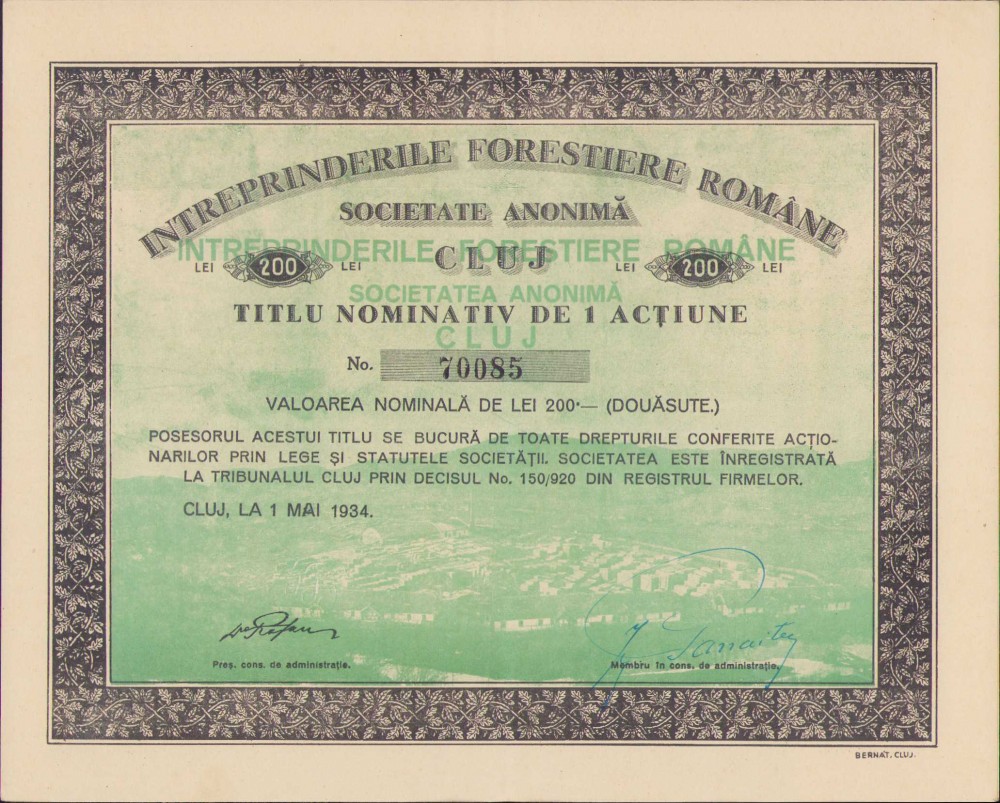 INTREPRINDERILE FORESTIERE ROMÂNE
SOCIETATE ANONIMĂ
INTREPRINDERILE FORESTIERE ROMÂNE
CLUJ
LEI 200 LEI
LEI 200 LEI
SOCIETATEA ANONIMĂ
TITLU NOMINATIV DE 1 ACȚIUNE
CLUJ
No. 70085
VALOAREA NOMINALĂ DE LEI 200·— (DOUĂSUTE.)
POSESORUL ACESTUI TITLU SE BUCURĂ DE TOATE DREPTURILE CONFERITE ACȚIO-
NARILOR PRIN LEGE ȘI STATUTELE SOCIETĂȚII. SOCIETATEA ESTE ÎNREGISTRATĂ
LA TRIBUNALUL CLUJ PRIN DECISUL No. 150/920 DIN REGISTRUL FIRMELOR.
CLUJ, LA 1 MAI 1934.
Preș. cons. de administrație.
Membru în cons. de administrație.
BERNÁT, CLUJ.